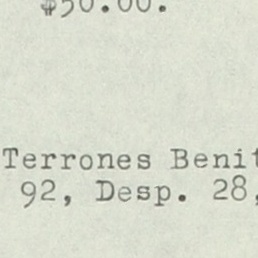 $50.00.
Terrones Benit
92, Desp. 28,